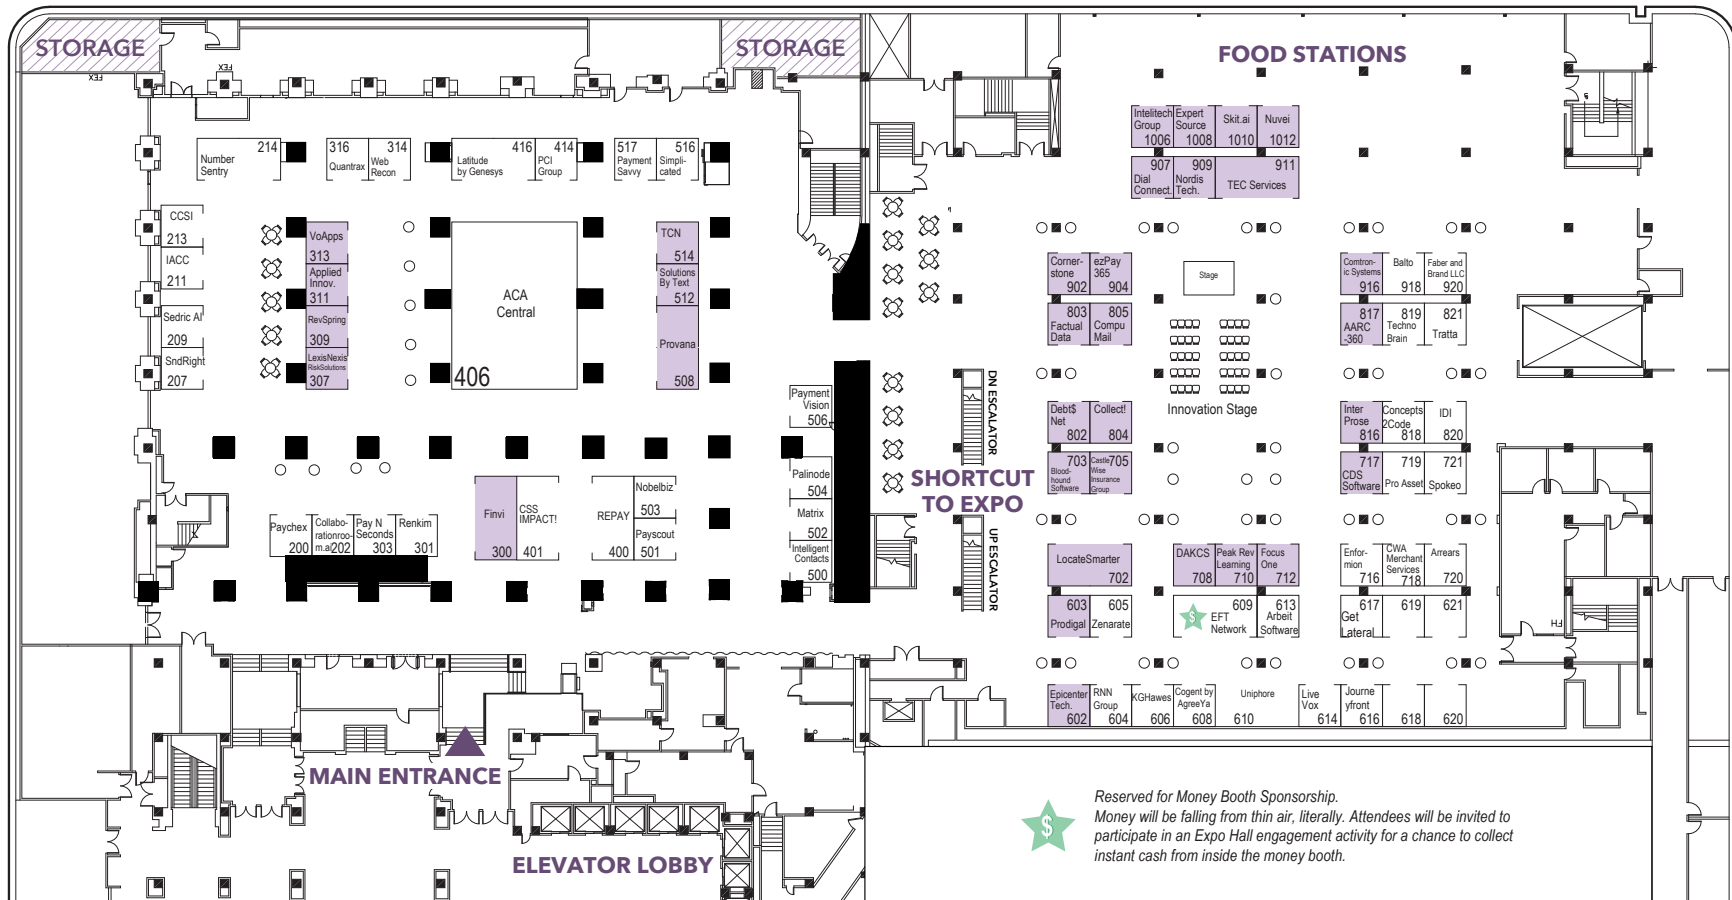 STORAGE
STORAGE
FOOD STATIONS
FEX
FEX
Number
Sentry
214
316
Quantrax
314
Web
Recon
Latitude
by Genesys
416
414
PCI
Group
517
Payment
Savvy
516
Simpli-
cated
CCSI
213
IACC
211
Sedric AI
209
SndRight
207
VoApps
313
Applied
Innov.
311
RevSpring
309
LexisNexis
RiskSolutions
307
ACA
Central
406
TCN
514
Solutions
By Text
512
Provana
508
Payment
Vision
506
Palinode
504
Matrix
502
Intelligent
Contacts
500
Paychex
200
Collabo-
rationroo-
m.ai 202
Pay N
Seconds
303
Renkim
301
Finvi
300
CSS
IMPACT!
401
REPAY
400
Nobelbiz
503
Payscout
501
Intelitech
Group
1006
Expert
Source
1008
Skit.ai
1010
Nuvei
1012
907
Dial
Connect.
909
Nordis
Tech.
911
TEC Services
Corner-
stone
902
ezPay
365
904
803
Factual
Data
805
Compu
Mail
Stage
Innovation Stage
Comtron-
ic Systems
916
Balto
918
Faber and
Brand LLC
920
817
AARC
-360
819
Techno
Brain
821
Tratta
DN ESCALATOR
UP ESCALATOR
SHORTCUT
TO EXPO
Debt$
Net
802
Collect!
804
703
Blood-
hound
Software
Castle 705
Wise
Insurance
Group
Inter
Prose
816
Concepts
2Code
818
IDI
820
717
CDS
Software
719
Pro Asset
721
Spokeo
LocateSmarter
702
DAKCS
708
Peak Rev
Learning
710
Focus
One
712
Enfor-
mion
716
CWA
Merchant
Services
718
Arrears
720
603
Prodigal
605
Zenarate
$
609
EFT
Network
613
Arbeit
Software
617
Get
Lateral
619
621
FH
Epicenter
Tech.
602
RNN
Group
604
KGHawes
606
Cogent by
AgreeYa
608
Uniphore
610
Live
Vox
614
Journe
yfront
616
618
620
MAIN ENTRANCE
ELEVATOR LOBBY
$
Reserved for Money Booth Sponsorship.
Money will be falling from thin air, literally. Attendees will be invited to
participate in an Expo Hall engagement activity for a chance to collect
instant cash from inside the money booth.